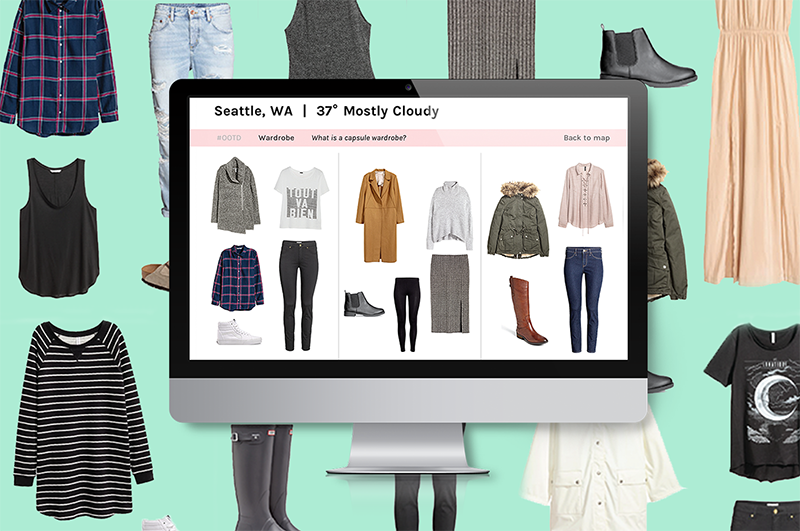 Seattle, WA | 37° Mostly Cloudy
#OOTD Wardrobe What is a capsule wardrobe? Back to map
TOUT
VA
BIEN